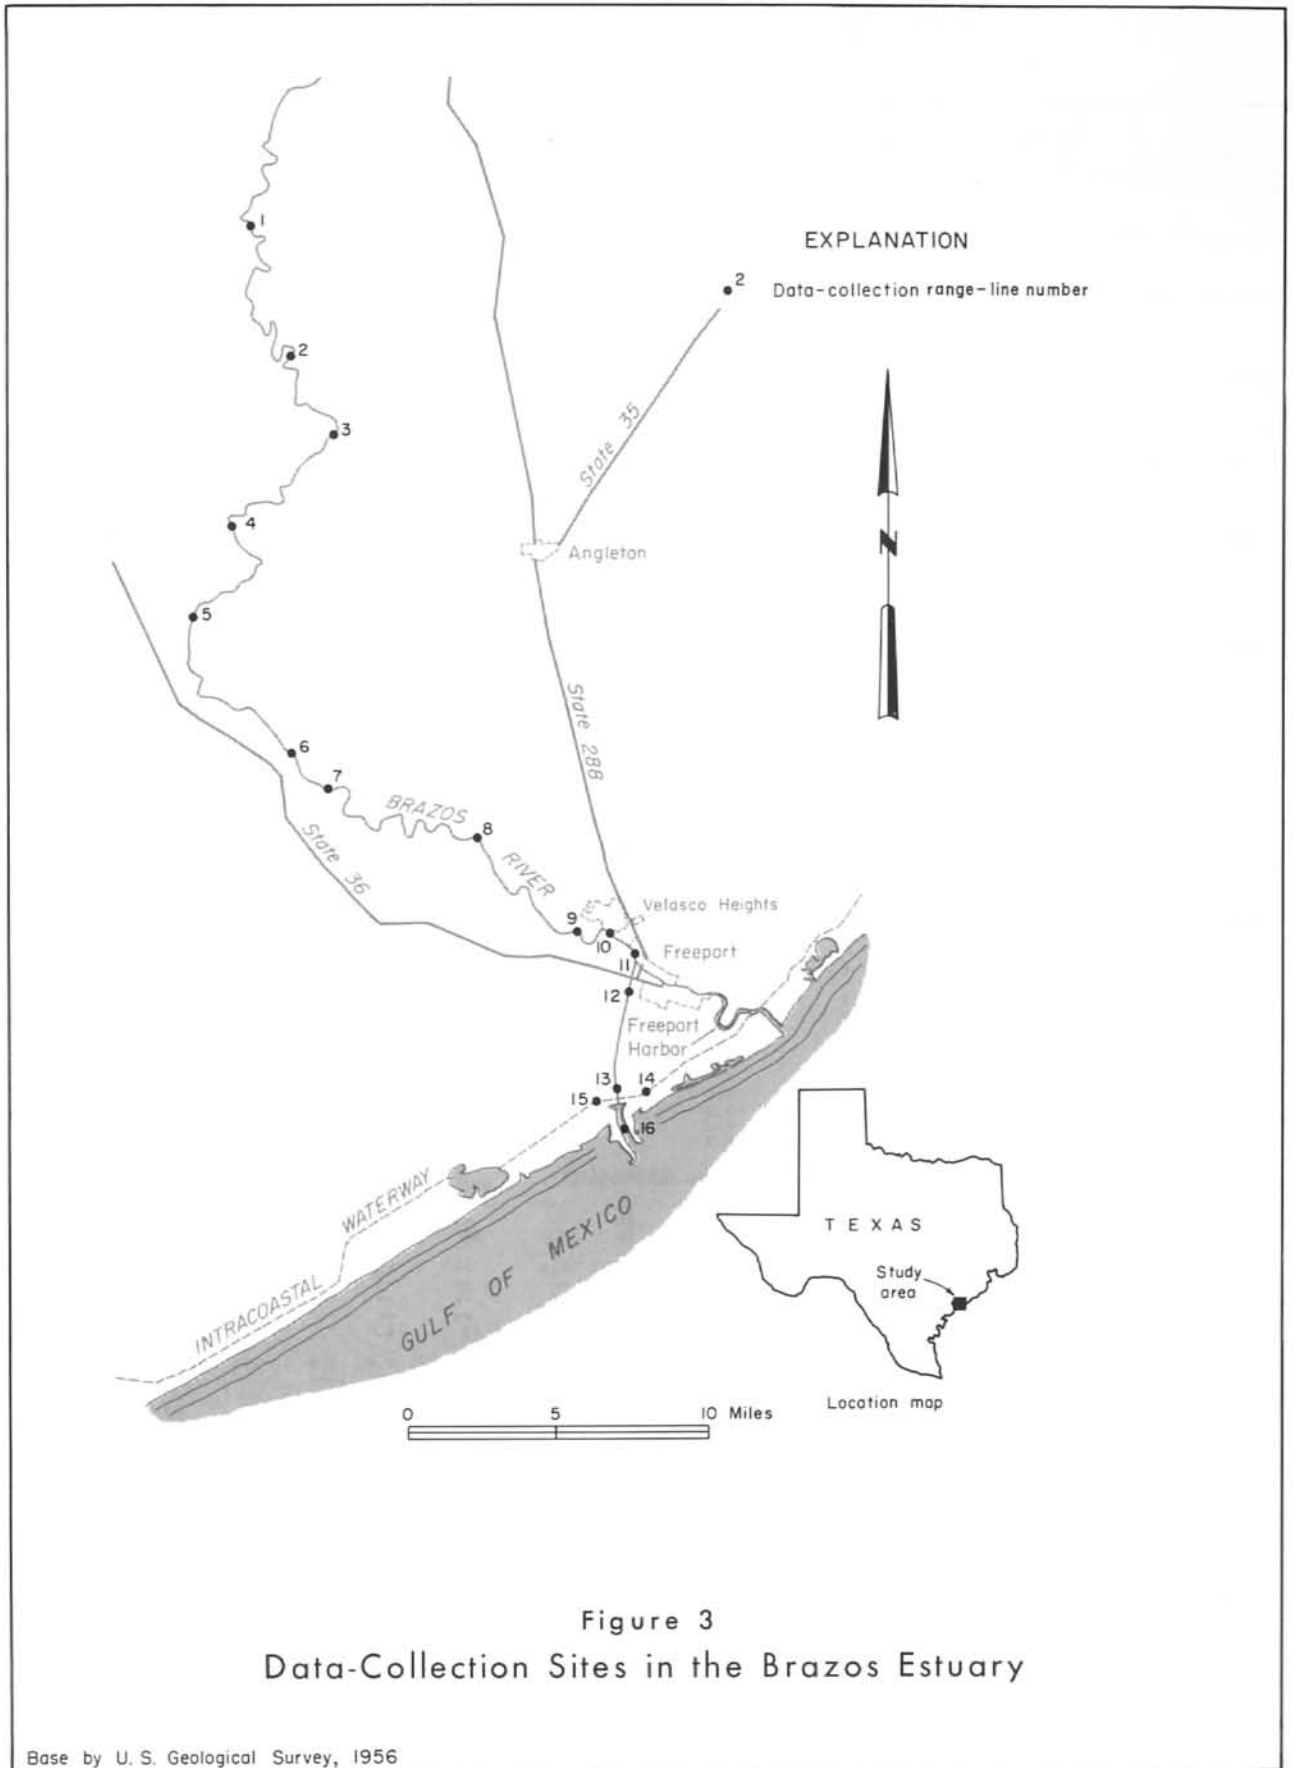 1
EXPLANATION
2
Data-collection range-line number
2
3
State 35
4
Angleton
N
5
State 288
6
7
BRAZOS
8
State 36
RIVER
Velasco Heights
9
10
Freeport
11
12
Freeport
Harbor
13
14
15
16
WATERWAY
INTRACOASTAL
GULF OF MEXICO
TEXAS
Study
area
Location map
0 5 10 Miles
Figure 3
Data-Collection Sites in the Brazos Estuary
Base by U. S. Geological Survey, 1956